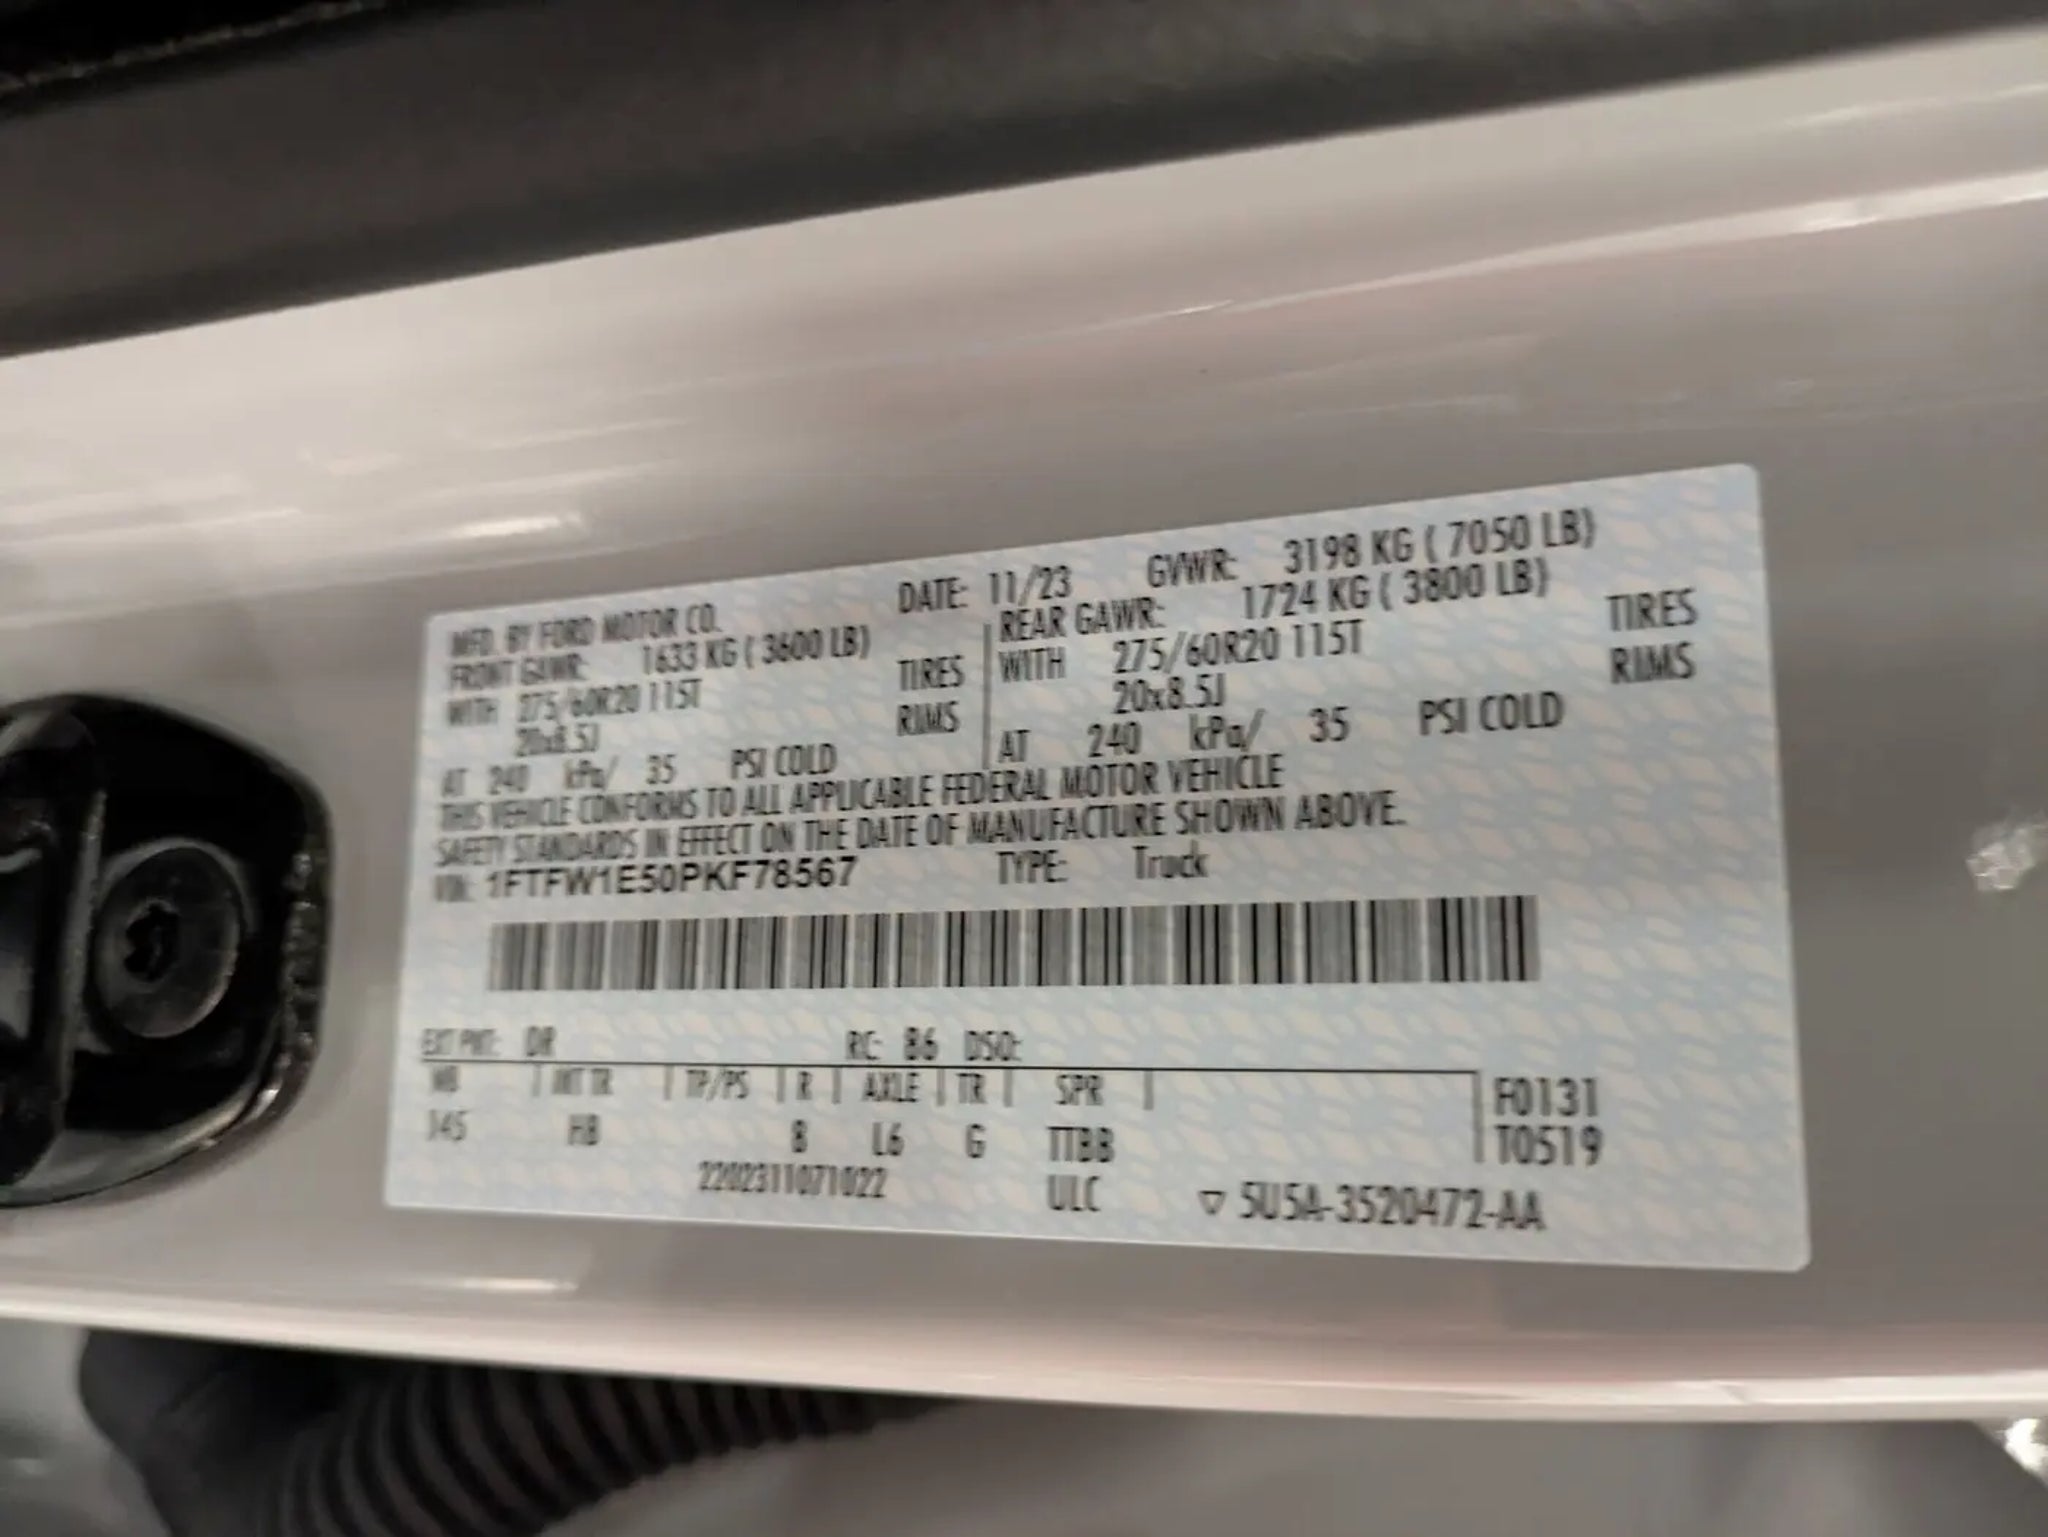 MFD. BY FORD MOTOR CO. DATE: 11/23 GVWR: 3198 KG ( 7050 LB)
FRONT GAWR: 1633 KG ( 3600 LB) REAR GAWR: 1724 KG ( 3800 LB)
WITH 275/60R20 115T TIRES WITH 275/60R20 115T TIRES
20x8.5J RIMS 20x8.5J RIMS
AT 240 kPa/ 35 PSI COLD AT 240 kPa/ 35 PSI COLD
THIS VEHICLE CONFORMS TO ALL APPLICABLE FEDERAL MOTOR VEHICLE
SAFETY STANDARDS IN EFFECT ON THE DATE OF MANUFACTURE SHOWN ABOVE.
VIN: 1FTFW1E50PKF78567 TYPE: Truck
EXT PNT: DR RC: 86 DSO:
WB | INT TR | TP/PS | R | AXLE | TR | SPR | F0131
145 H8 8 L6 G TTBB T0519
2202311071022 ULC ▽ 5U5A-3520472-AA